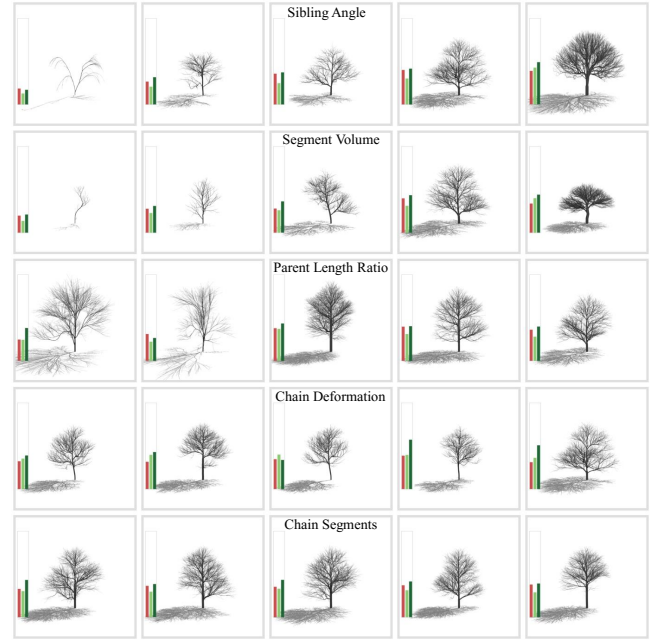 Sibling Angle
Segment Volume
Parent Length Ratio
Chain Deformation
Chain Segments